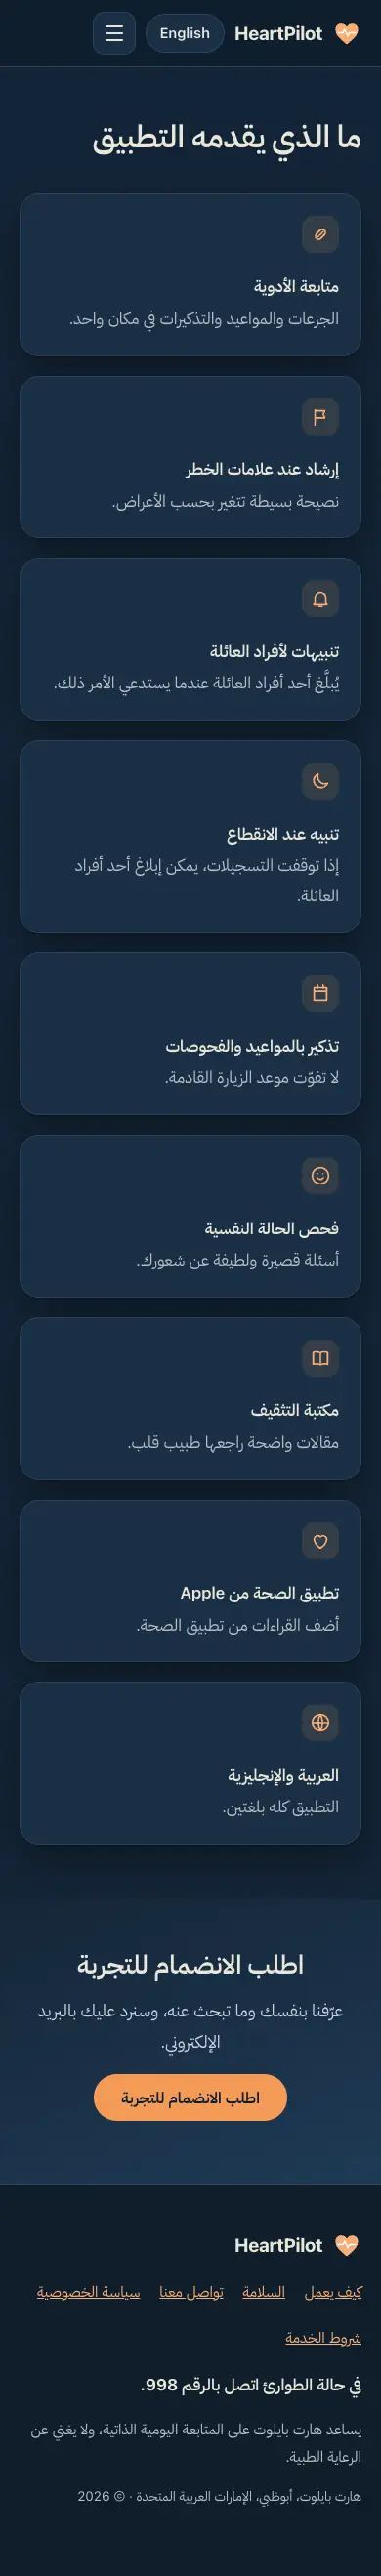 HeartPilot English
ما الذي يقدمه التطبيق
متابعة الأدوية
الجرعات والمواعيد والتذكيرات في مكان واحد.
إرشاد عند علامات الخطر
نصيحة بسيطة تتغير بحسب الأعراض.
تنبيهات لأفراد العائلة
يُبلَّغ أحد أفراد العائلة عندما يستدعي الأمر ذلك.
تنبيه عند الانقطاع
إذا توقفت التسجيلات، يمكن إبلاغ أحد أفراد
العائلة.
تذكير بالمواعيد والفحوصات
لا تفوّت موعد الزيارة القادمة.
فحص الحالة النفسية
أسئلة قصيرة ولطيفة عن شعورك.
مكتبة التثقيف
مقالات واضحة راجعها طبيب قلب.
تطبيق الصحة من Apple
أضف القراءات من تطبيق الصحة.
العربية والإنجليزية
التطبيق كله بلغتين.
اطلب الانضمام للتجربة
عرّفنا بنفسك وما تبحث عنه، وسنرد عليك بالبريد
الإلكتروني.
اطلب الانضمام للتجربة
HeartPilot
كيف يعمل السلامة تواصل معنا سياسة الخصوصية
شروط الخدمة
في حالة الطوارئ اتصل بالرقم 998.
يساعد هارت بايلوت على المتابعة اليومية الذاتية، ولا يغني عن
الرعاية الطبية.
هارت بايلوت، أبوظبي، الإمارات العربية المتحدة · © 2026